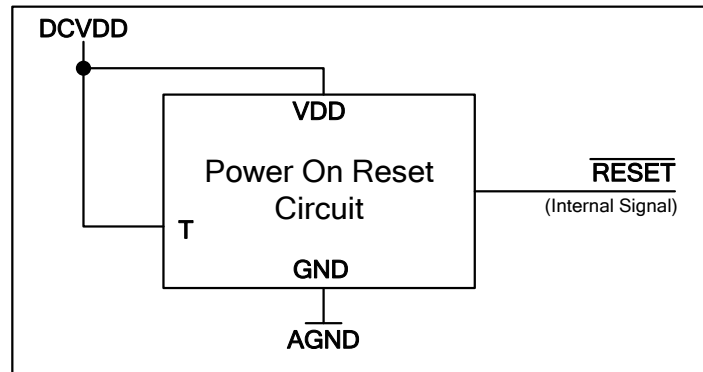 DCVDD
VDD
Power On Reset
Circuit
RESET
(Internal Signal)
T
GND
AGND